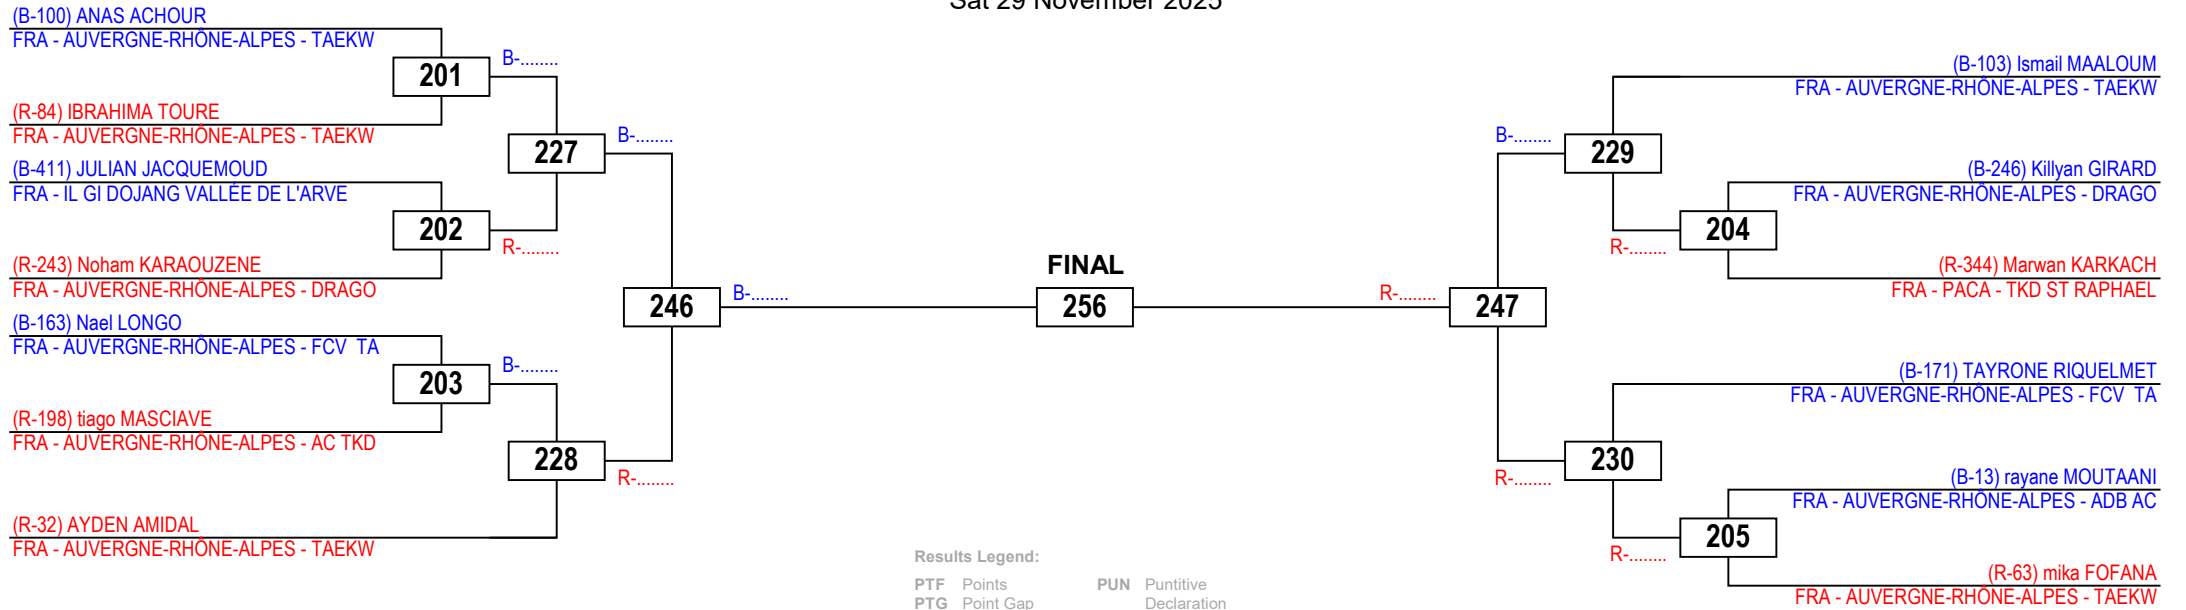 Sat 29 November 2025
(B-100) ANAS ACHOUR
FRA - AUVERGNE-RHÔNE-ALPES - TAEKW
201
B-........
(R-84) IBRAHIMA TOURE
FRA - AUVERGNE-RHÔNE-ALPES - TAEKW
227
B-........
(B-411) JULIAN JACQUEMOUD
FRA - IL GI DOJANG VALLÉE DE L'ARVE
202
R-........
(R-243) Noham KARAOUZENE
FRA - AUVERGNE-RHÔNE-ALPES - DRAGO
246
B-........
(B-163) Nael LONGO
FRA - AUVERGNE-RHÔNE-ALPES - FCV TA
203
B-........
(R-198) tiago MASCIAVE
FRA - AUVERGNE-RHÔNE-ALPES - AC TKD
228
R-........
(R-32) AYDEN AMIDAL
FRA - AUVERGNE-RHÔNE-ALPES - TAEKW
FINAL
256
(B-103) Ismail MAALOUM
FRA - AUVERGNE-RHÔNE-ALPES - TAEKW
B-........
229
(B-246) Killyan GIRARD
FRA - AUVERGNE-RHÔNE-ALPES - DRAGO
R-........
204
(R-344) Marwan KARKACH
FRA - PACA - TKD ST RAPHAEL
R-........
247
(B-171) TAYRONE RIQUELMET
FRA - AUVERGNE-RHÔNE-ALPES - FCV TA
R-........
230
(B-13) rayane MOUTAANI
FRA - AUVERGNE-RHÔNE-ALPES - ADB AC
R-........
205
(R-63) mika FOFANA
FRA - AUVERGNE-RHÔNE-ALPES - TAEKW
Results Legend:
PTF Points
PUN Puntitive
Declaration
PTG Point Gap